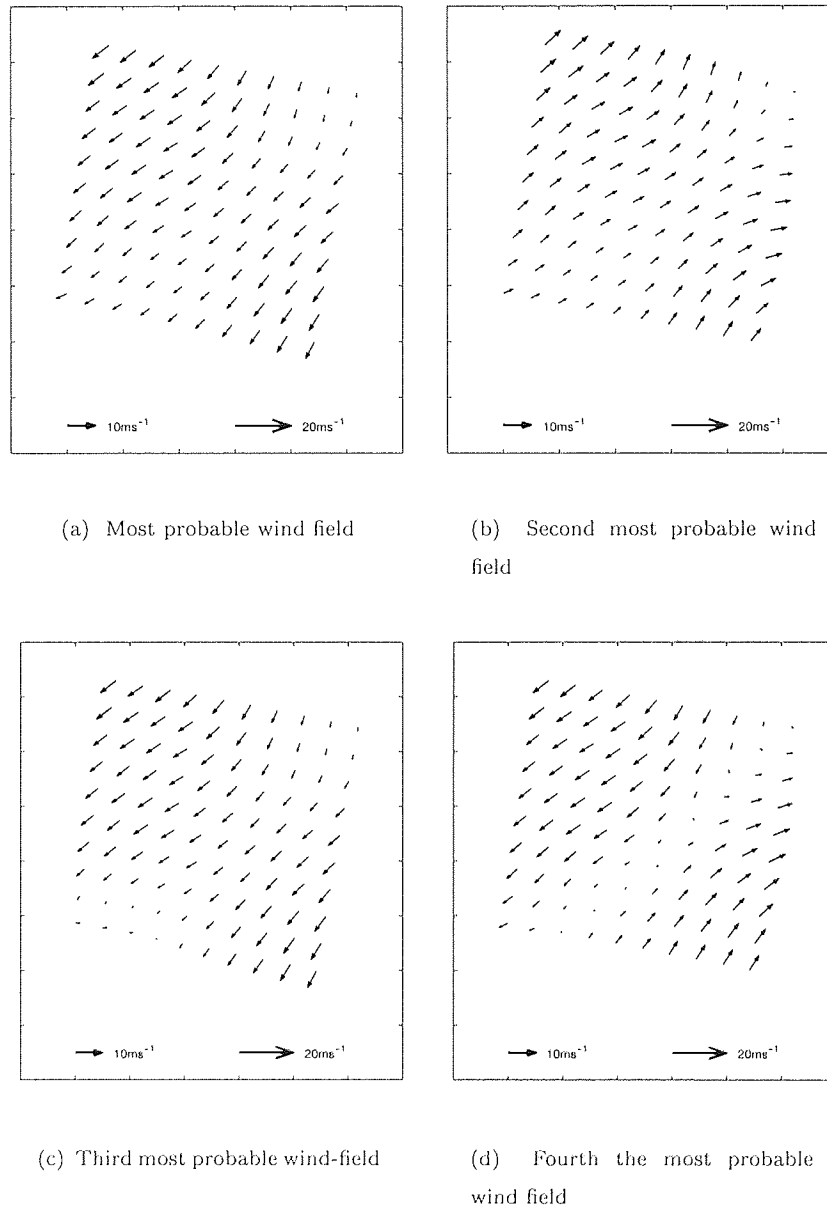 10ms⁻¹ 20ms⁻¹
10ms⁻¹ 20ms⁻¹
(a) Most probable wind field
(b) Second most probable wind
field
10ms⁻¹ 20ms⁻¹
10ms⁻¹ 20ms⁻¹
(c) Third most probable wind-field
(d) Fourth the most probable
wind field